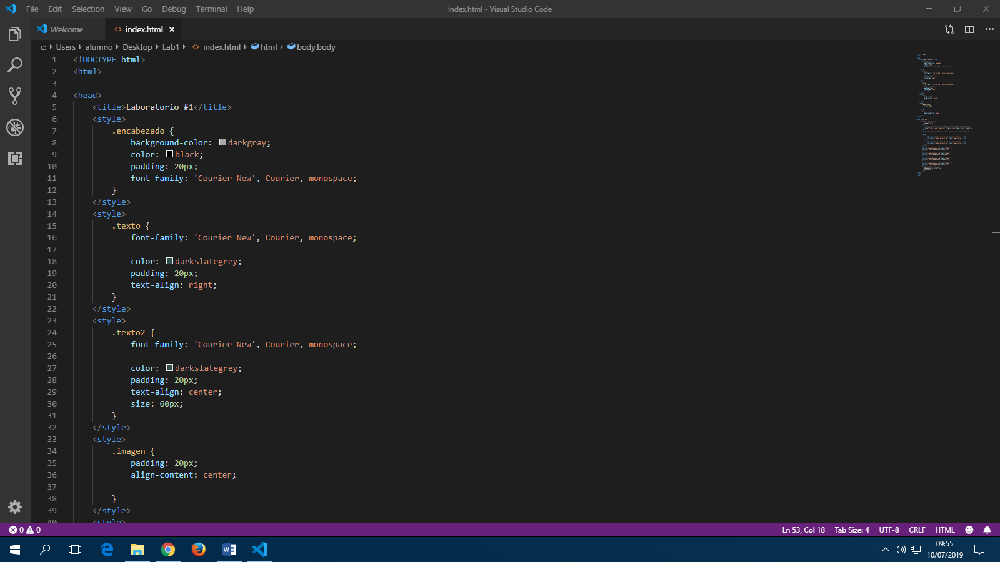 File Edit Selection View Go Debug Terminal Help
index.html - Visual Studio Code
Welcome
index.html
c: Users alumno Desktop Lab1 index.html html body.body
1 <!DOCTYPE html>
2 <html>
3
4 <head>
5 <title>Laboratorio #1</title>
6 <style>
7 .encabezado {
8 background-color: darkgray;
9 color: black;
10 padding: 20px;
11 font-family: 'Courier New', Courier, monospace;
12 }
13 </style>
14 <style>
15 .texto {
16 font-family: 'Courier New', Courier, monospace;
17
18 color: darkslategrey;
19 padding: 20px;
20 text-align: right;
21 }
22 </style>
23 <style>
24 .texto2 {
25 font-family: 'Courier New', Courier, monospace;
26
27 color: darkslategrey;
28 padding: 20px;
29 text-align: center;
30 size: 60px;
31 }
32 </style>
33 <style>
34 .imagen {
35 padding: 20px;
36 align-content: center;
37
38 }
39 </style>
40 <style>
0 0 Ln 53, Col 18 Tab Size: 4 UTF-8 CRLF HTML
09:55
10/07/2019